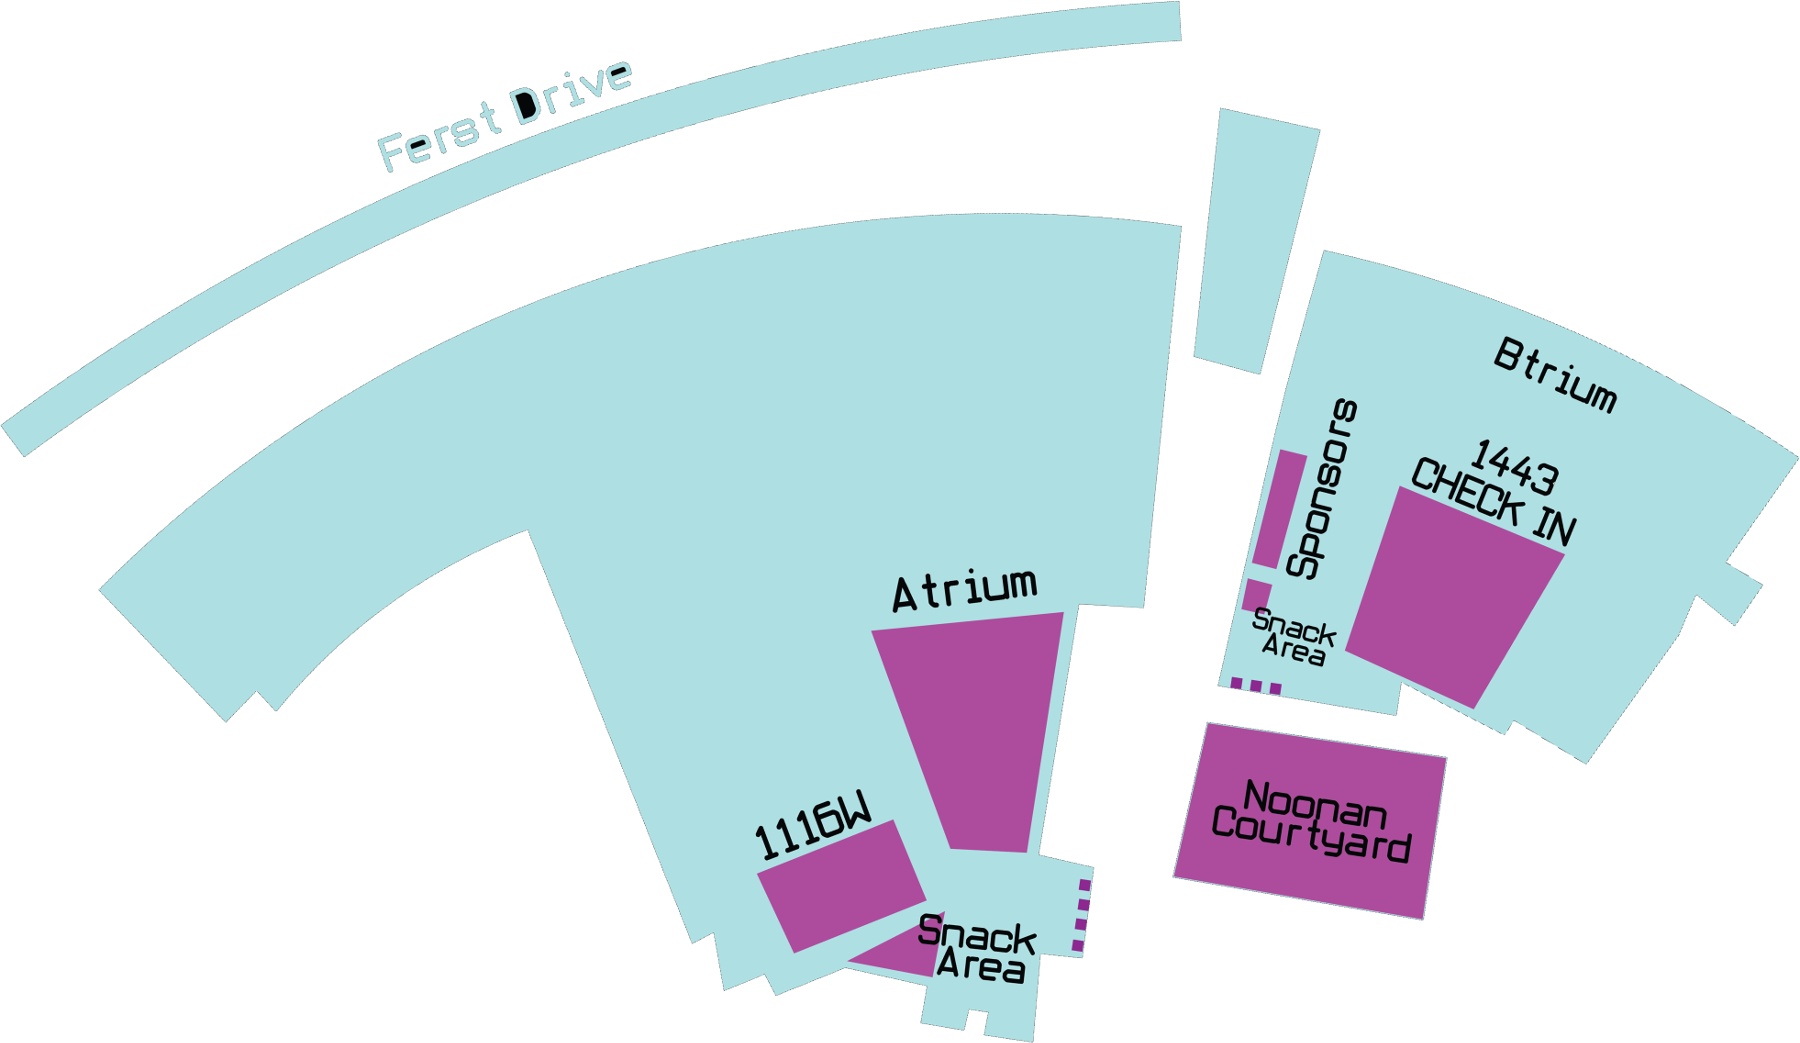 Ferst Drive
Btrium
Sponsors
1443
CHECK IN
Atrium
Snack
Area
1116W
Noonan
Courtyard
Snack
Area